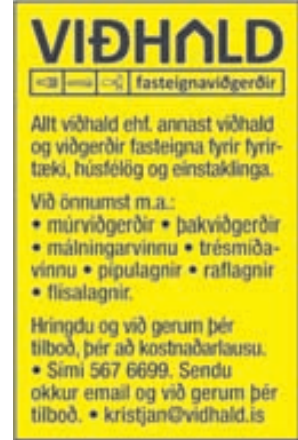 VIÐHALD
fasteignaviðgerðir
Allt viðhald ehf. annast viðhald
og viðgerðir fasteigna fyrir fyrir-
tæki, húsfélög og einstaklinga.
Við önnumst m.a.:
• múrviðgerðir • þakviðgerðir
• málningarvinnu • trésmíða-
vinnu • pípulagnir • raflagnir
• flísalagnir.
Hringdu og við gerum þér
tilboð, þér að kostnaðarlausu.
• Sími 567 6699. Sendu
okkur email og við gerum þér
tilboð. • kristjan@vidhald.is